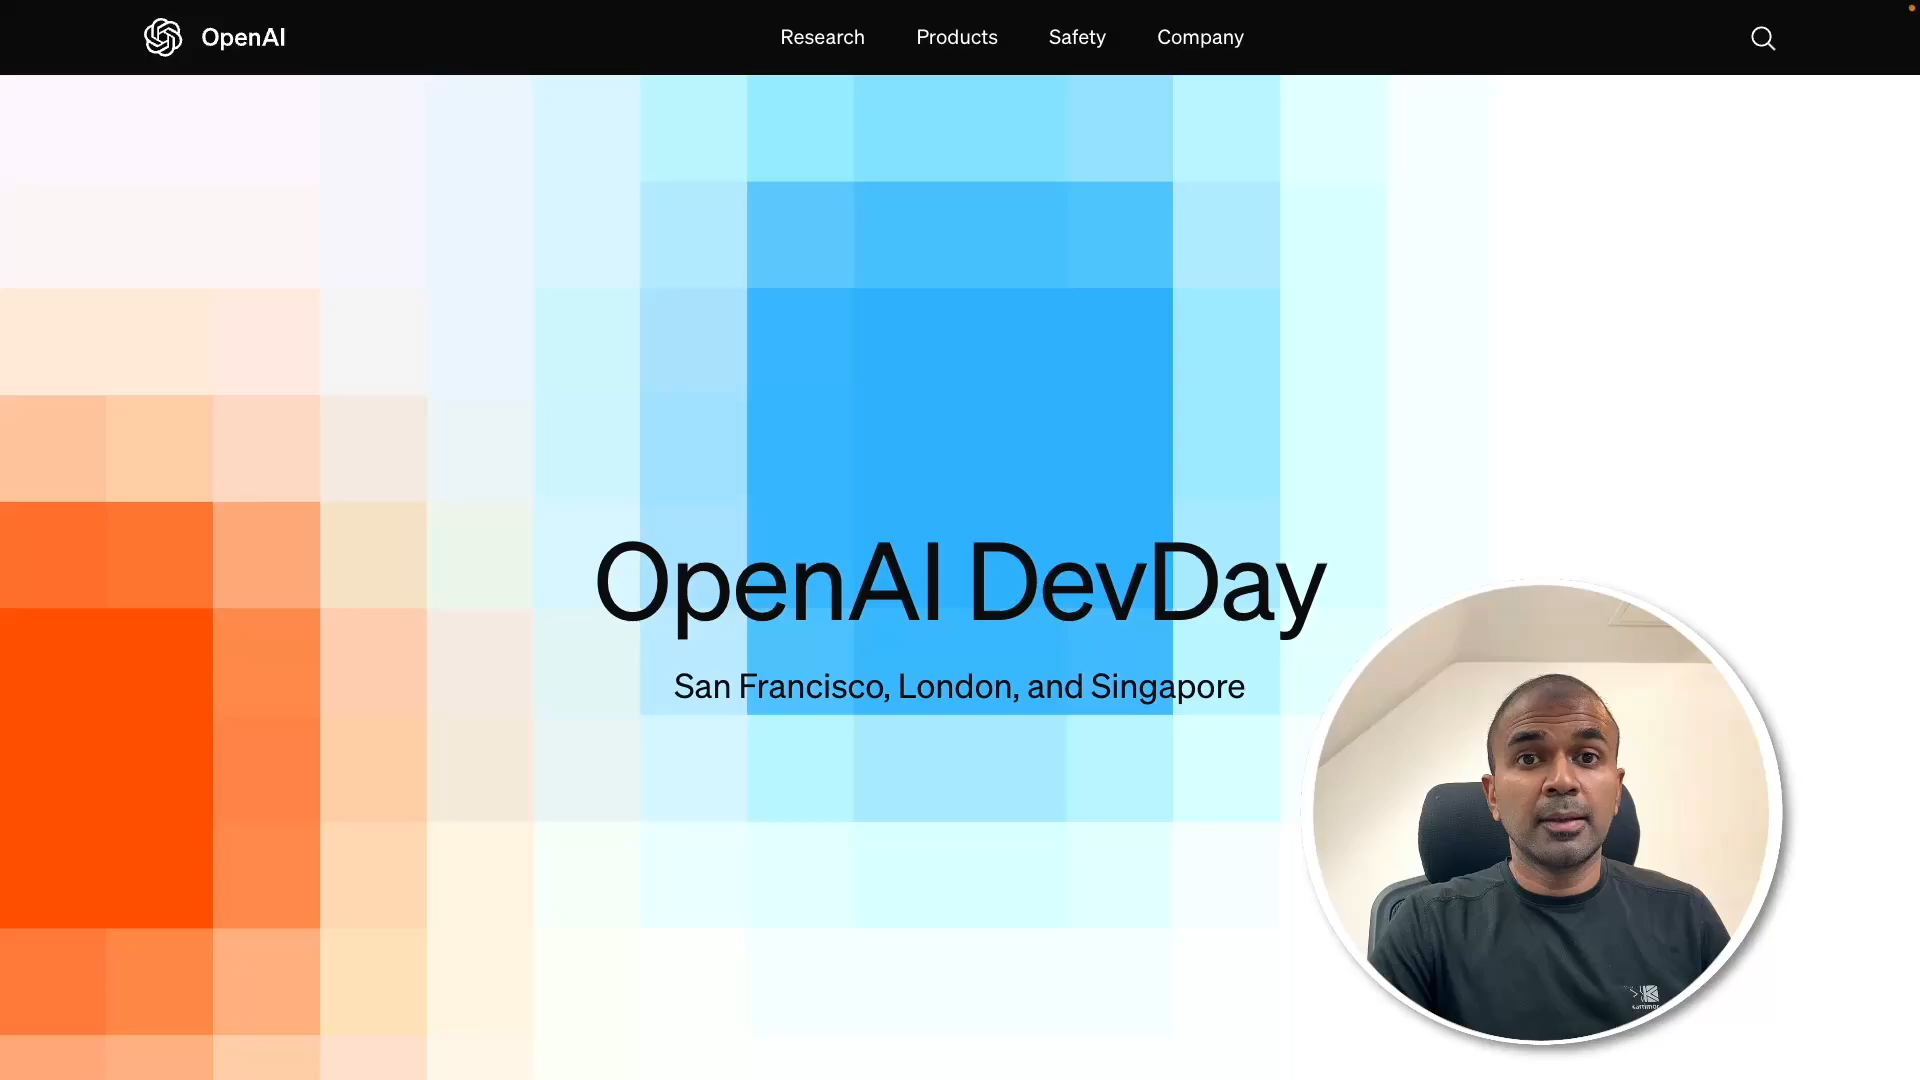 OpenAI
Research
Products
Safety
Company
OpenAI DevDay
San Francisco, London, and Singapore